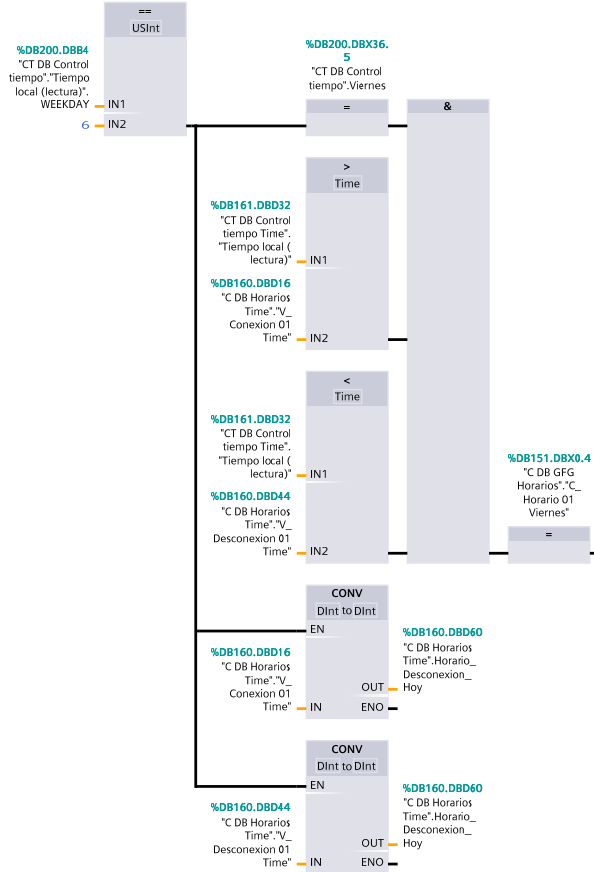 ==
USInt
%DB200.DBB4
"CT DB Control
tiempo"."Tiempo
local (lectura)".
WEEKDAY
IN1
6
IN2
%DB200.DBX36.
5
"CT DB Control
tiempo".Viernes
=
&
>
Time
%DB161.DBD32
"CT DB Control
tiempo Time".
"Tiempo local (
lectura)"
IN1
%DB160.DBD16
"C DB Horarios
Time"."V_
Conexion 01
Time"
IN2
<
Time
%DB161.DBD32
"CT DB Control
tiempo Time".
"Tiempo local (
lectura)"
IN1
%DB160.DBD44
"C DB Horarios
Time"."V_
Desconexion 01
Time"
IN2
%DB151.DBX0.4
"C DB GFG
Horarios"."C_
Horario 01
Viernes"
=
CONV
DInt to DInt
EN
%DB160.DBD16
"C DB Horarios
Time"."V_
Conexion 01
Time"
IN
%DB160.DBD60
"C DB Horarios
Time".Horario_
Desconexion_
Hoy
OUT
ENO
CONV
DInt to DInt
EN
%DB160.DBD44
"C DB Horarios
Time"."V_
Desconexion 01
Time"
IN
%DB160.DBD60
"C DB Horarios
Time".Horario_
Desconexion_
Hoy
OUT
ENO